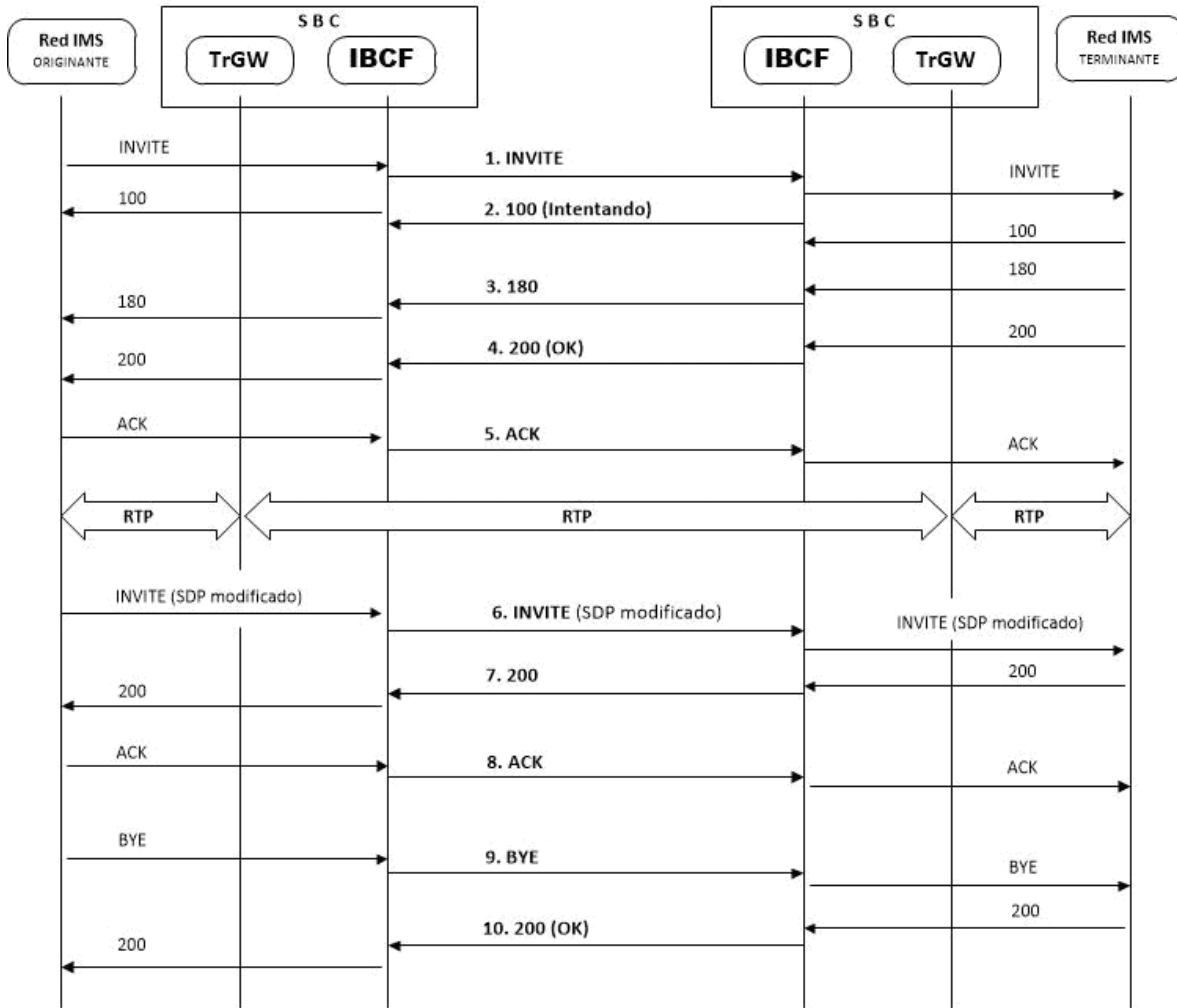 S B C
S B C
Red IMS
ORIGINANTE
TrGW
IBCF
IBCF
TrGW
Red IMS
TERMINANTE
INVITE
1. INVITE
INVITE
100
2. 100 (Intentando)
100
180
3. 180
180
200
4. 200 (OK)
200
ACK
5. ACK
ACK
RTP
RTP
RTP
INVITE (SDP modificado)
6. INVITE (SDP modificado)
INVITE (SDP modificado)
200
7. 200
200
ACK
8. ACK
ACK
BYE
9. BYE
BYE
200
10. 200 (OK)
200